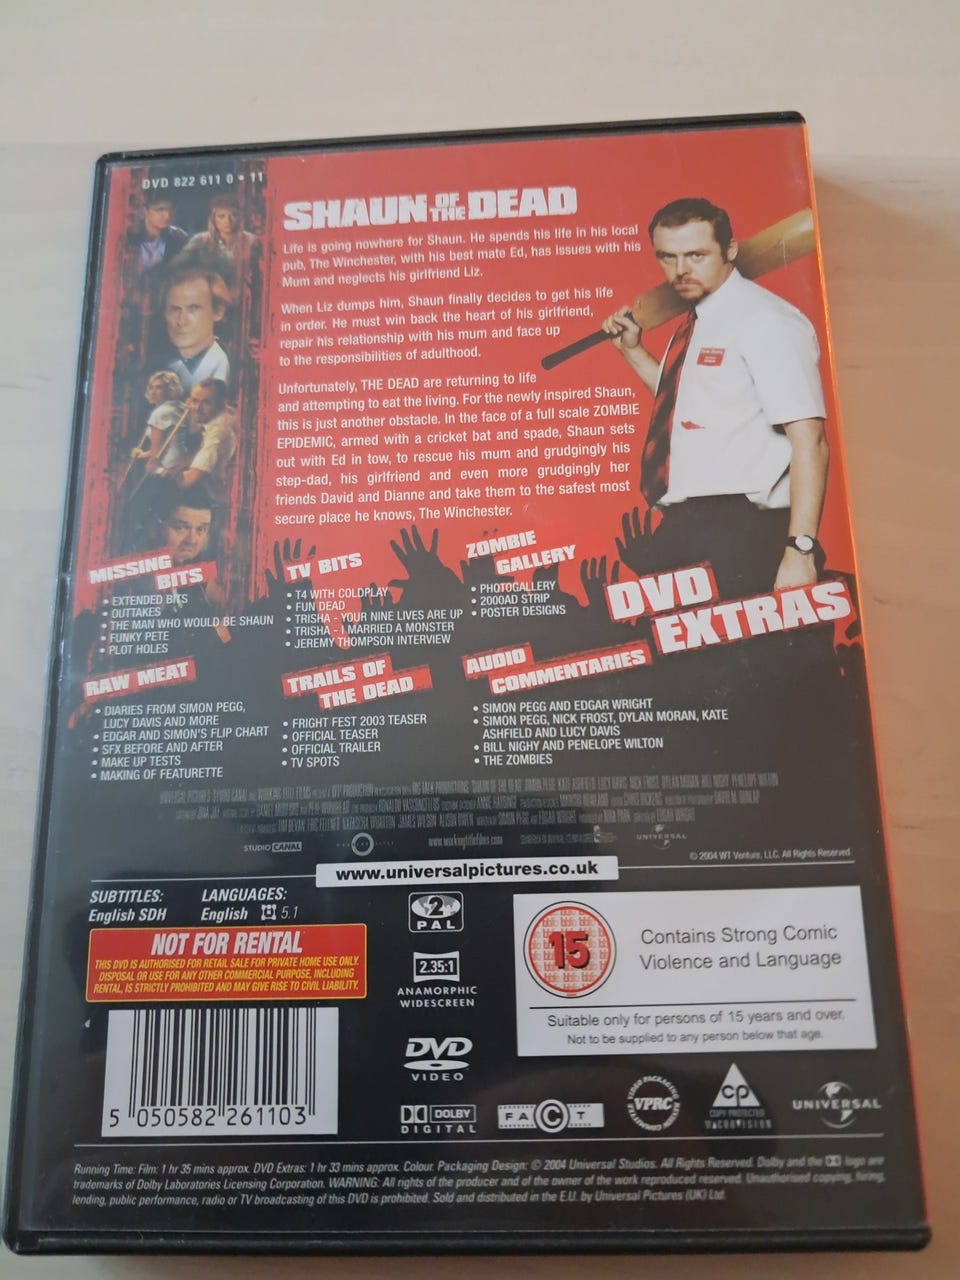 DVD 822 611 0 • 11
SHAUN OF THE DEAD
Life is going nowhere for Shaun. He spends his life in his local
pub, The Winchester, with his best mate Ed, has issues with his
Mum and neglects his girlfriend Liz.
When Liz dumps him, Shaun finally decides to get his life
in order. He must win back the heart of his girlfriend,
repair his relationship with his mum and face up
to the responsibilities of adulthood.
Unfortunately, THE DEAD are returning to life
and attempting to eat the living. For the newly inspired Shaun,
this is just another obstacle. In the face of a full scale ZOMBIE
EPIDEMIC, armed with a cricket bat and spade, Shaun sets
out with Ed in tow, to rescue his mum and grudgingly his
step-dad, his girlfriend and even more grudgingly her
friends David and Dianne and take them to the safest most
secure place he knows, The Winchester.
MISSING
BITS
• EXTENDED BITS
• OUTTAKES
• THE MAN WHO WOULD BE SHAUN
• FUNKY PETE
• PLOT HOLES
TV BITS
• T4 WITH COLDPLAY
• FUN DEAD
• TRISHA - YOUR NINE LIVES ARE UP
• TRISHA - I MARRIED A MONSTER
• JEREMY THOMPSON INTERVIEW
ZOMBIE
GALLERY
• PHOTOGALLERY
• 2000AD STRIP
• POSTER DESIGNS
DVD
EXTRAS
RAW MEAT
• DIARIES FROM SIMON PEGG,
LUCY DAVIS AND MORE
• EDGAR AND SIMON'S FLIP CHART
• SFX BEFORE AND AFTER
• MAKE UP TESTS
• MAKING OF FEATURETTE
TRAILS OF
THE DEAD
• FRIGHT FEST 2003 TEASER
• OFFICIAL TEASER
• OFFICIAL TRAILER
• TV SPOTS
AUDIO
COMMENTARIES
• SIMON PEGG AND EDGAR WRIGHT
• SIMON PEGG, NICK FROST, DYLAN MORAN, KATE
ASHFIELD AND LUCY DAVIS
• BILL NIGHY AND PENELOPE WILTON
• THE ZOMBIES
STUDIO CANAL
www.workingtitlefilms.com
UNIVERSAL
© 2004 WT Venture, LLC. All Rights Reserved.
www.universalpictures.co.uk
SUBTITLES:
English SDH
LANGUAGES:
English 5.1
NOT FOR RENTAL
THIS DVD IS AUTHORISED FOR RETAIL SALE FOR PRIVATE HOME USE ONLY.
DISPOSAL OR USE FOR ANY OTHER COMMERCIAL PURPOSE, INCLUDING
RENTAL, IS STRICTLY PROHIBITED AND MAY GIVE RISE TO CIVIL LIABILITY.
2
PAL
2.35:1
ANAMORPHIC
WIDESCREEN
DVD
VIDEO
DOLBY
DIGITAL
15
Contains Strong Comic
Violence and Language
Suitable only for persons of 15 years and over.
Not to be supplied to any person below that age.
5 050582 261103
FACT
VIDEO PACKAGING REVIEW COMMITTEE
VPRC
CP
COPY PROTECTED
MACROVISION
UNIVERSAL
Running Time: Film: 1 hr 35 mins approx. DVD Extras: 1 hr 33 mins approx. Colour. Packaging Design: © 2004 Universal Studios. All Rights Reserved. Dolby and the logo are
trademarks of Dolby Laboratories Licensing Corporation. WARNING: All rights of the producer and of the owner of the work reproduced reserved. Unauthorised copying, hiring,
lending, public performance, radio or TV broadcasting of this DVD is prohibited. Sold and distributed in the E.U. by Universal Pictures (UK) Ltd.